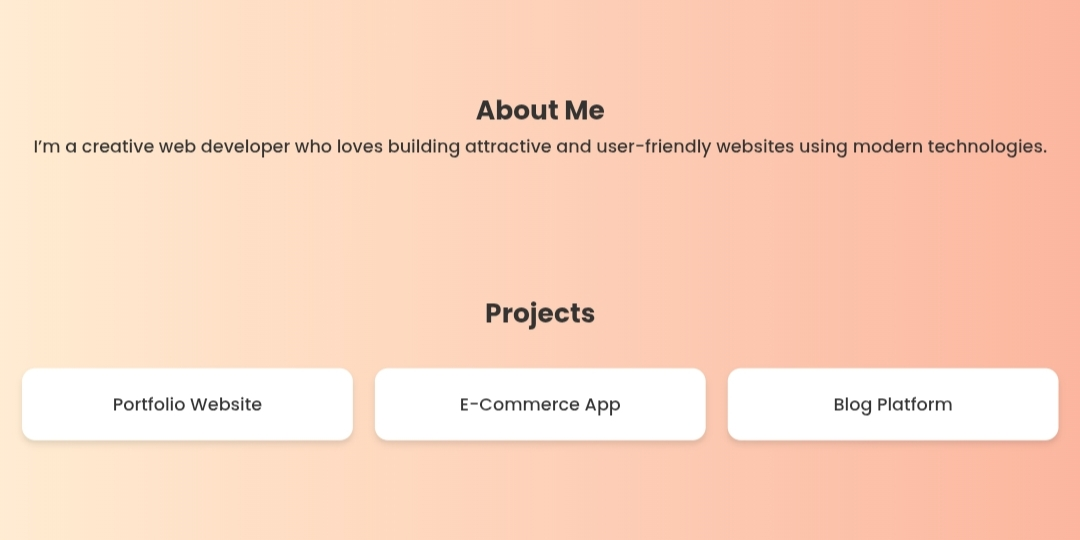 About Me
I’m a creative web developer who loves building attractive and user-friendly websites using modern technologies.
Projects
Portfolio Website
E-Commerce App
Blog Platform